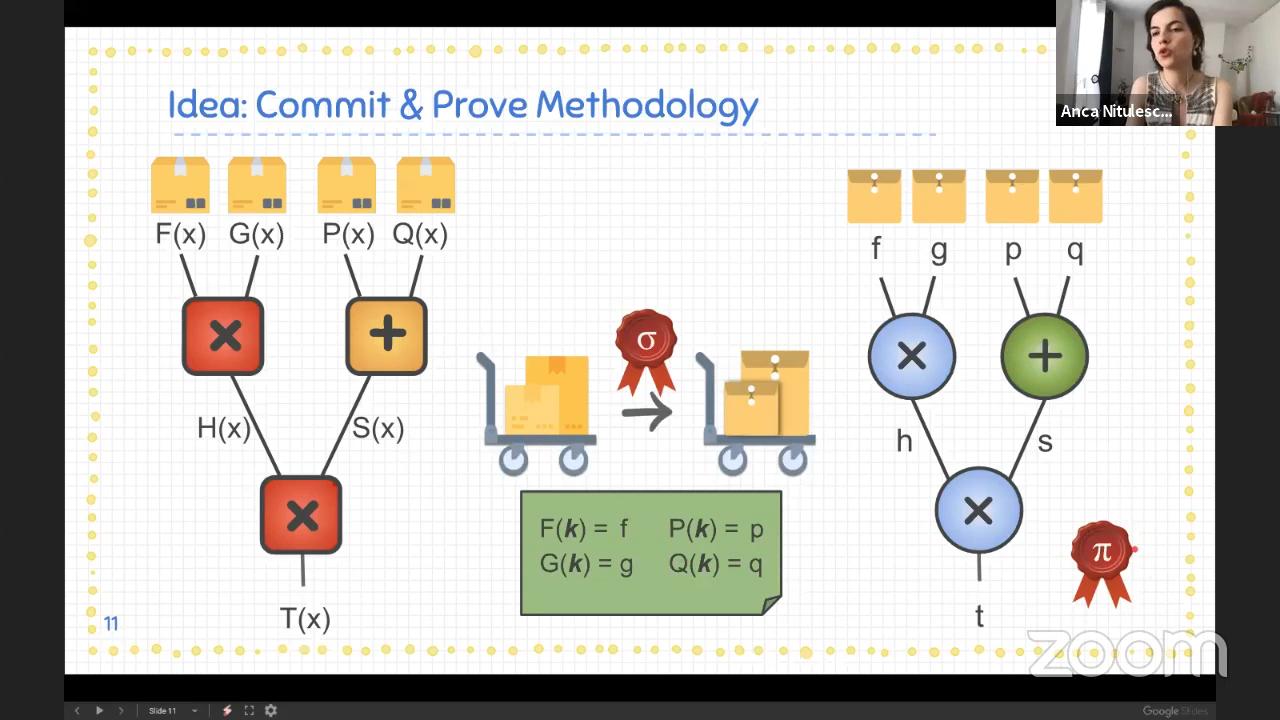 Idea: Commit & Prove Methodology
Anca Nitulesc...
F(x) G(x) P(x) Q(x)
f g p q
× + × +
σ
H(x) S(x)
h s
× ×
F(k) = f P(k) = p
G(k) = g Q(k) = q
π
T(x)
t
11
zoom
Slide 11
Google Slides